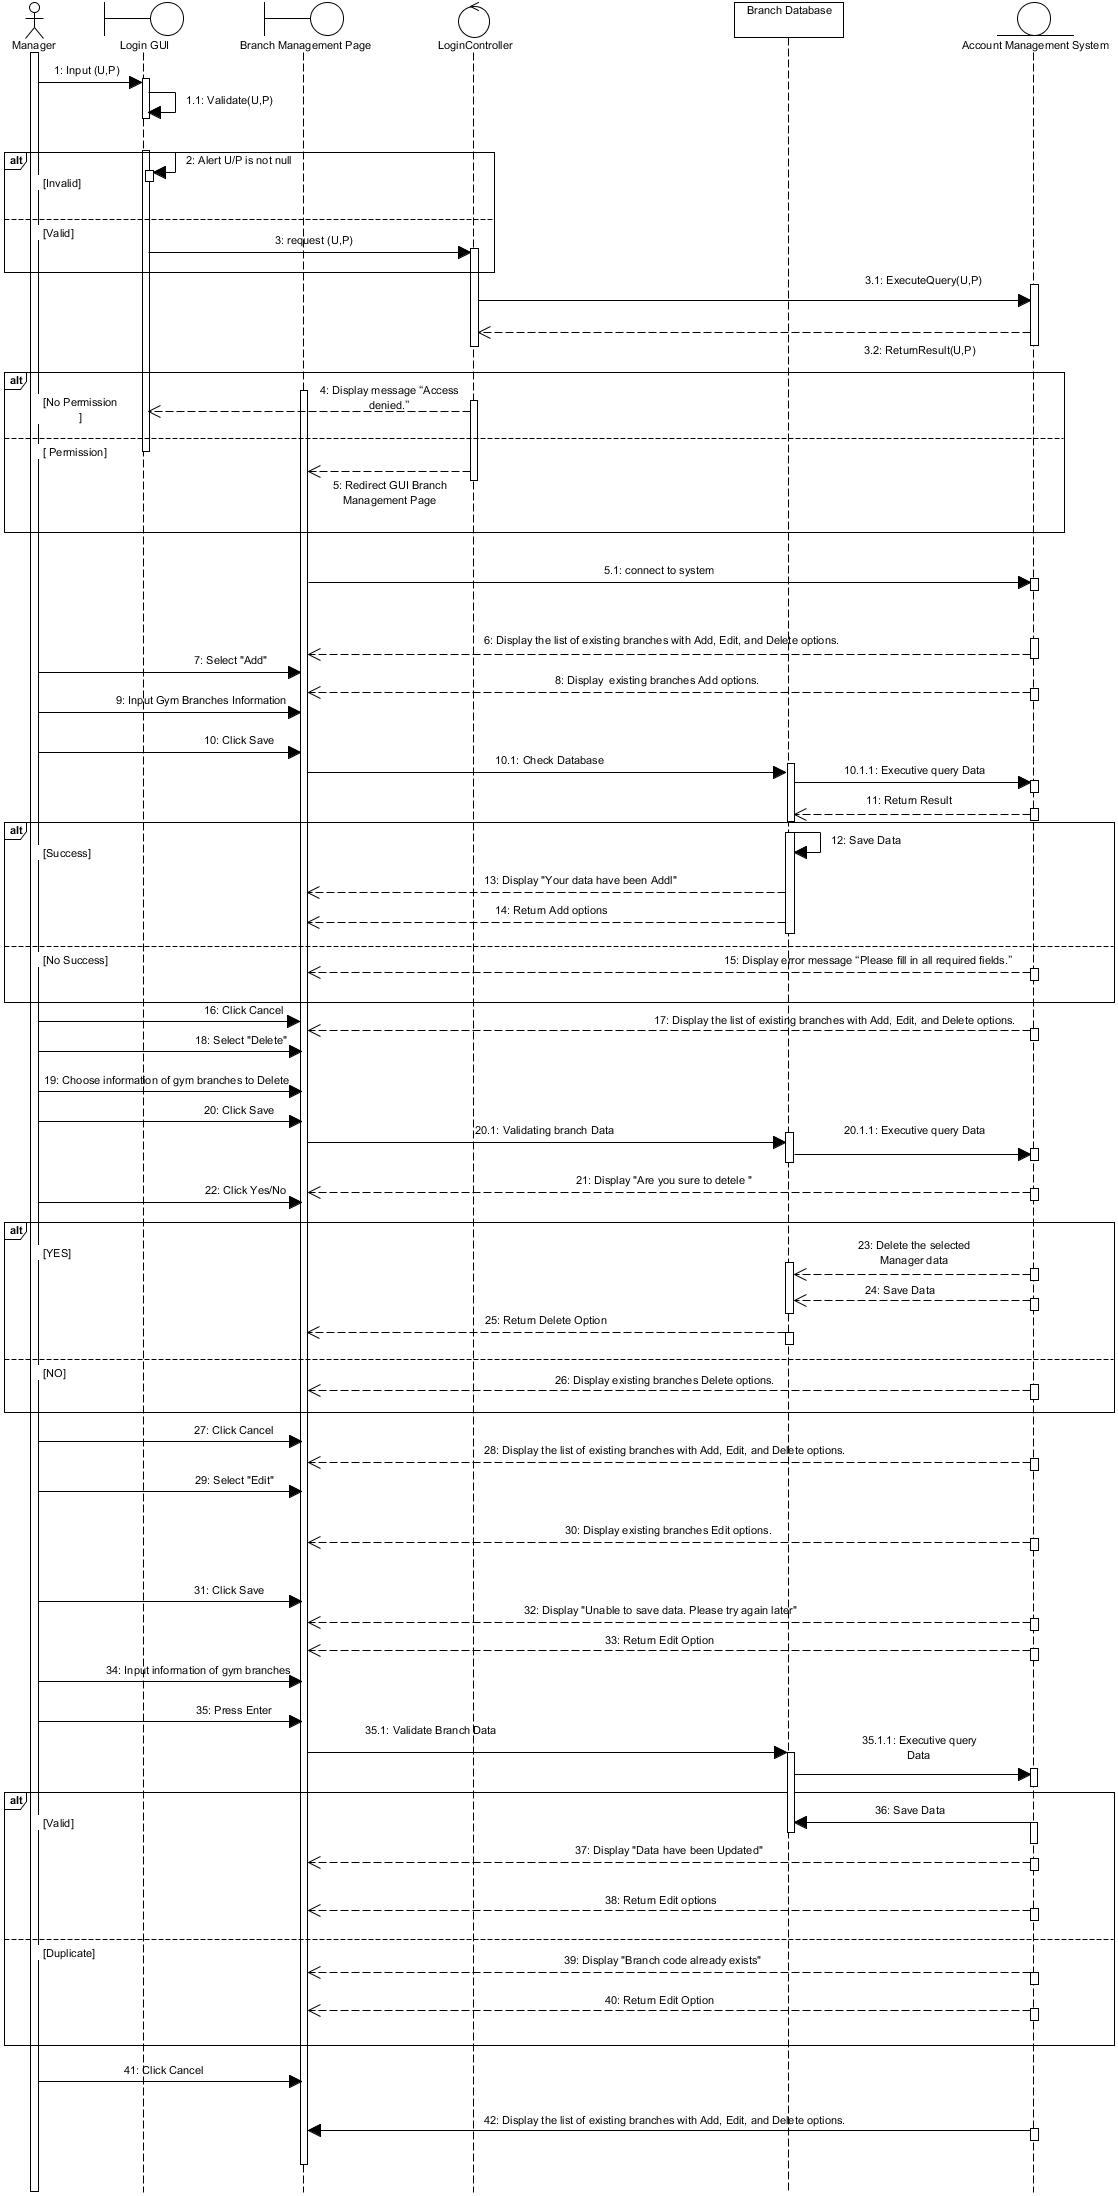 Manager
Login GUI
Branch Management Page
LoginController
Branch Database
Account Management System
1: Input (U,P)
1.1: Validate(U,P)
alt
2: Alert U/P is not null
[Invalid]
[Valid]
3: request (U,P)
3.1: ExecuteQuery(U,P)
3.2: ReturnResult(U,P)
alt
4: Display message “Access
denied.”
[No Permission
]
[ Permission]
5: Redirect GUI Branch
Management Page
5.1: connect to system
6: Display the list of existing branches with Add, Edit, and Delete options.
7: Select "Add"
8: Display  existing branches Add options.
9: Input Gym Branches Information
10: Click Save
10.1: Check Database
10.1.1: Executive query Data
11: Return Result
alt
12: Save Data
[Success]
13: Display "Your data have been Addl"
14: Return Add options
[No Success]
15: Display error message “Please fill in all required fields.”
16: Click Cancel
17: Display the list of existing branches with Add, Edit, and Delete options.
18: Select "Delete"
19: Choose information of gym branches to Delete
20: Click Save
20.1: Validating branch Data
20.1.1: Executive query Data
21: Display "Are you sure to detele "
22: Click Yes/No
alt
[YES]
23: Delete the selected
Manager data
24: Save Data
25: Return Delete Option
[NO]
26: Display existing branches Delete options.
27: Click Cancel
28: Display the list of existing branches with Add, Edit, and Delete options.
29: Select "Edit"
30: Display existing branches Edit options.
31: Click Save
32: Display "Unable to save data. Please try again later"
33: Return Edit Option
34: Input information of gym branches
35: Press Enter
35.1: Validate Branch Data
35.1.1: Executive query
Data
alt
36: Save Data
[Valid]
37: Display "Data have been Updated"
38: Return Edit options
[Duplicate]
39: Display "Branch code already exists"
40: Return Edit Option
41: Click Cancel
42: Display the list of existing branches with Add, Edit, and Delete options.